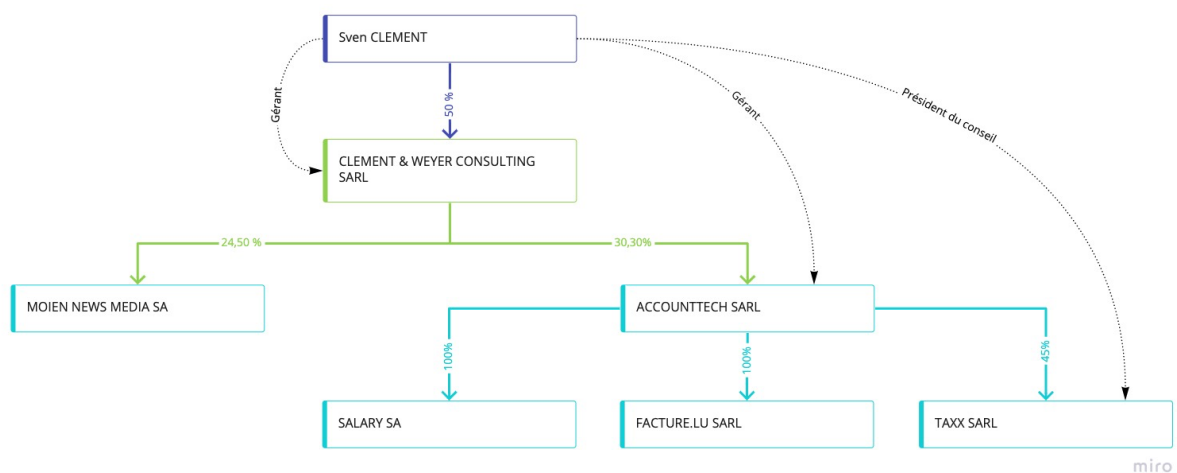 Sven CLEMENT
Gérant
50 %
Gérant
Président du conseil
CLEMENT & WEYER CONSULTING
SARL
24,50 %
30,30%
MOIEN NEWS MEDIA SA
ACCOUNTTECH SARL
100%
100%
45%
SALARY SA
FACTURE.LU SARL
TAXX SARL
miro